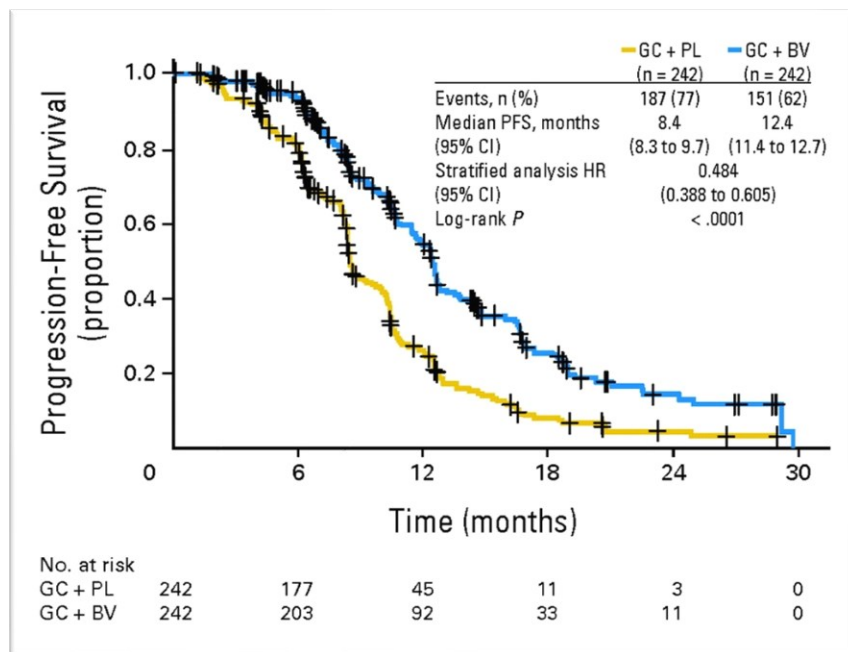 GC + PL GC + BV
(n = 242) (n = 242)
Events, n (%) 187 (77) 151 (62)
Median PFS, months 8.4 12.4
(95% CI) (8.3 to 9.7) (11.4 to 12.7)
Stratified analysis HR 0.484
(95% CI) (0.388 to 0.605)
Log-rank P < .0001
Progression-Free Survival
(proportion)
1.0
0.8
0.6
0.4
0.2
0 6 12 18 24 30
Time (months)
No. at risk
GC + PL 242 177 45 11 3 0
GC + BV 242 203 92 33 11 0